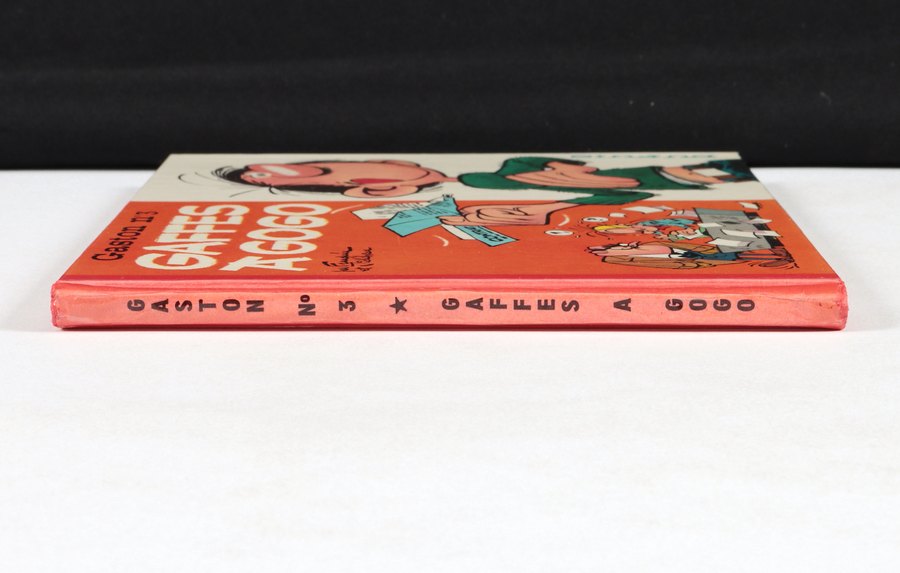 Gaston n°3
GAFFES
A GOGO
GASTON N° 3 ★ GAFFES A GOGO